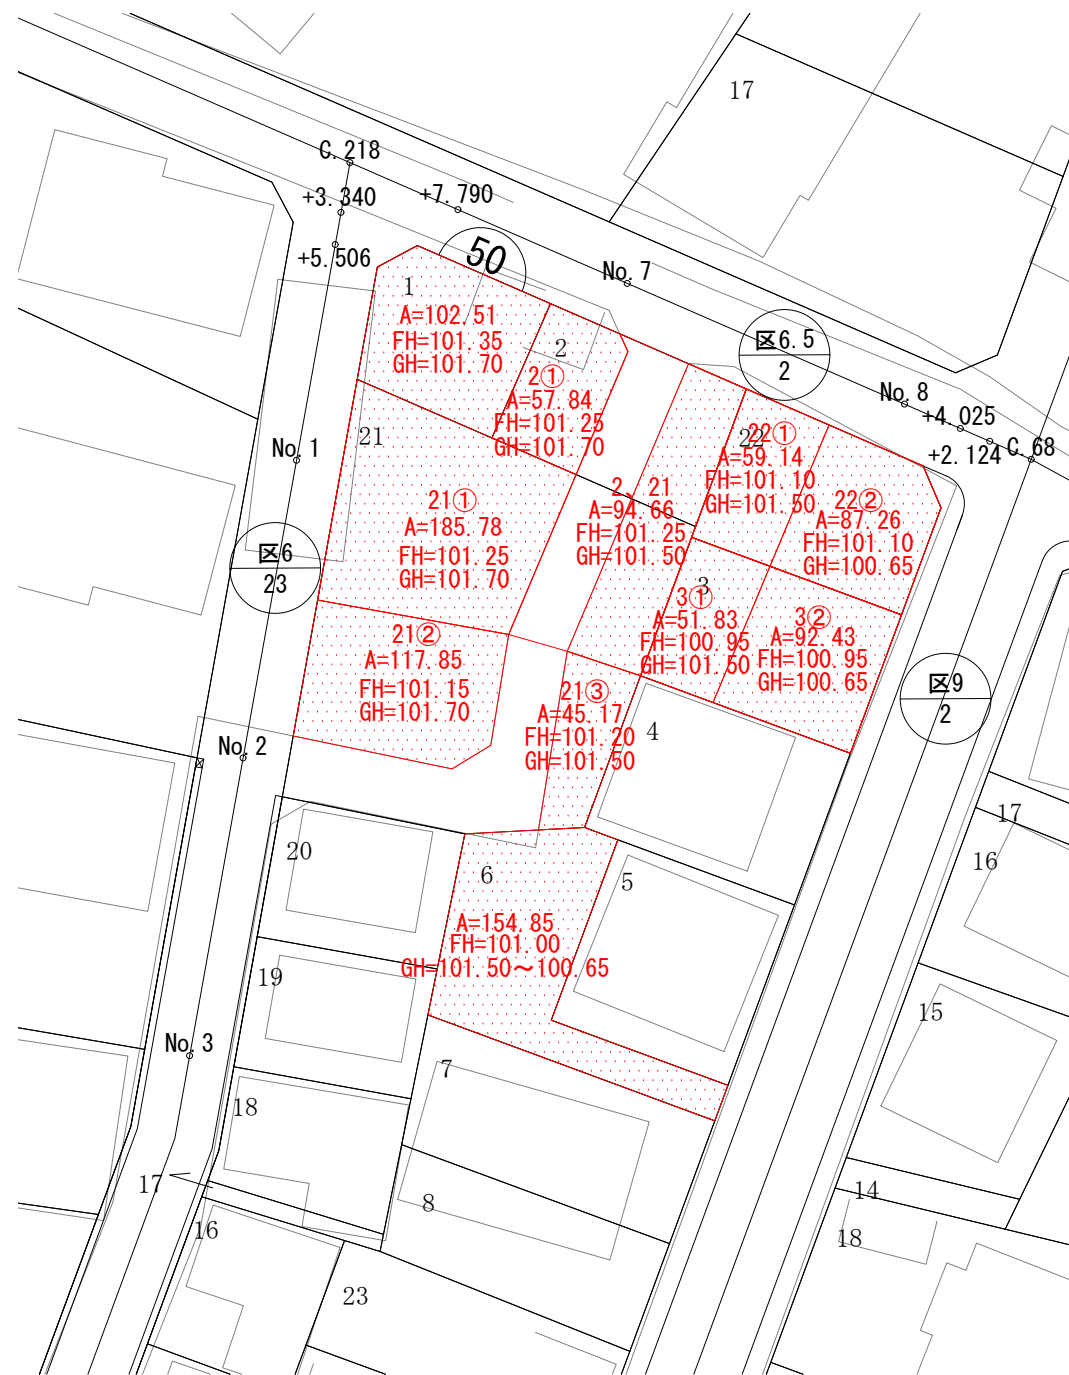 17
C.218
+3.340
+7.790
+5.506
50
No.7
1
A=102.51
FH=101.35
GH=101.70
2
2①
A=57.84
FH=101.25
GH=101.70
区6.5
2
No.8
+4.025
+2.124
C.68
21
No.1
21①
A=185.78
FH=101.25
GH=101.70
2、21
A=94.66
FH=101.25
GH=101.50
22
22①
A=59.14
FH=101.10
GH=101.50
22②
A=87.26
FH=101.10
GH=100.65
区6
23
21②
A=117.85
FH=101.15
GH=101.70
3
3①
A=51.83
FH=100.95
GH=101.50
3②
A=92.43
FH=100.95
GH=100.65
区9
2
21③
A=45.17
FH=101.20
GH=101.50
4
No.2
20
6
A=154.85
FH=101.00
GH=101.50～100.65
5
17
16
19
15
No.3
7
18
17
8
14
16
18
23